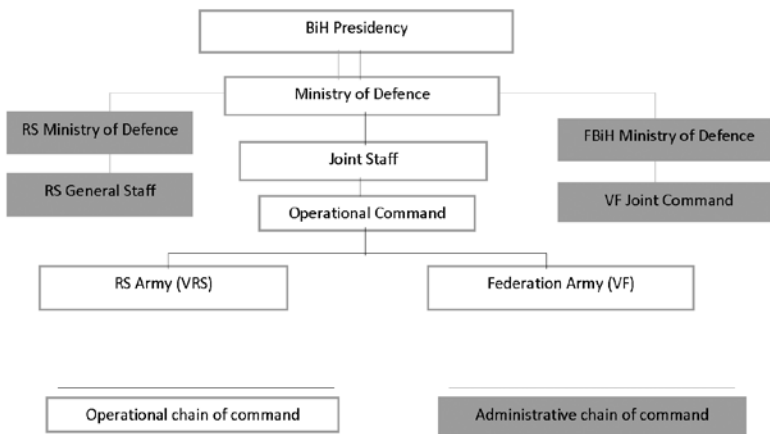 BiH Presidency
Ministry of Defence
RS Ministry of Defence
FBiH Ministry of Defence
Joint Staff
RS General Staff
VF Joint Command
Operational Command
RS Army (VRS)
Federation Army (VF)
Operational chain of command
Administrative chain of command